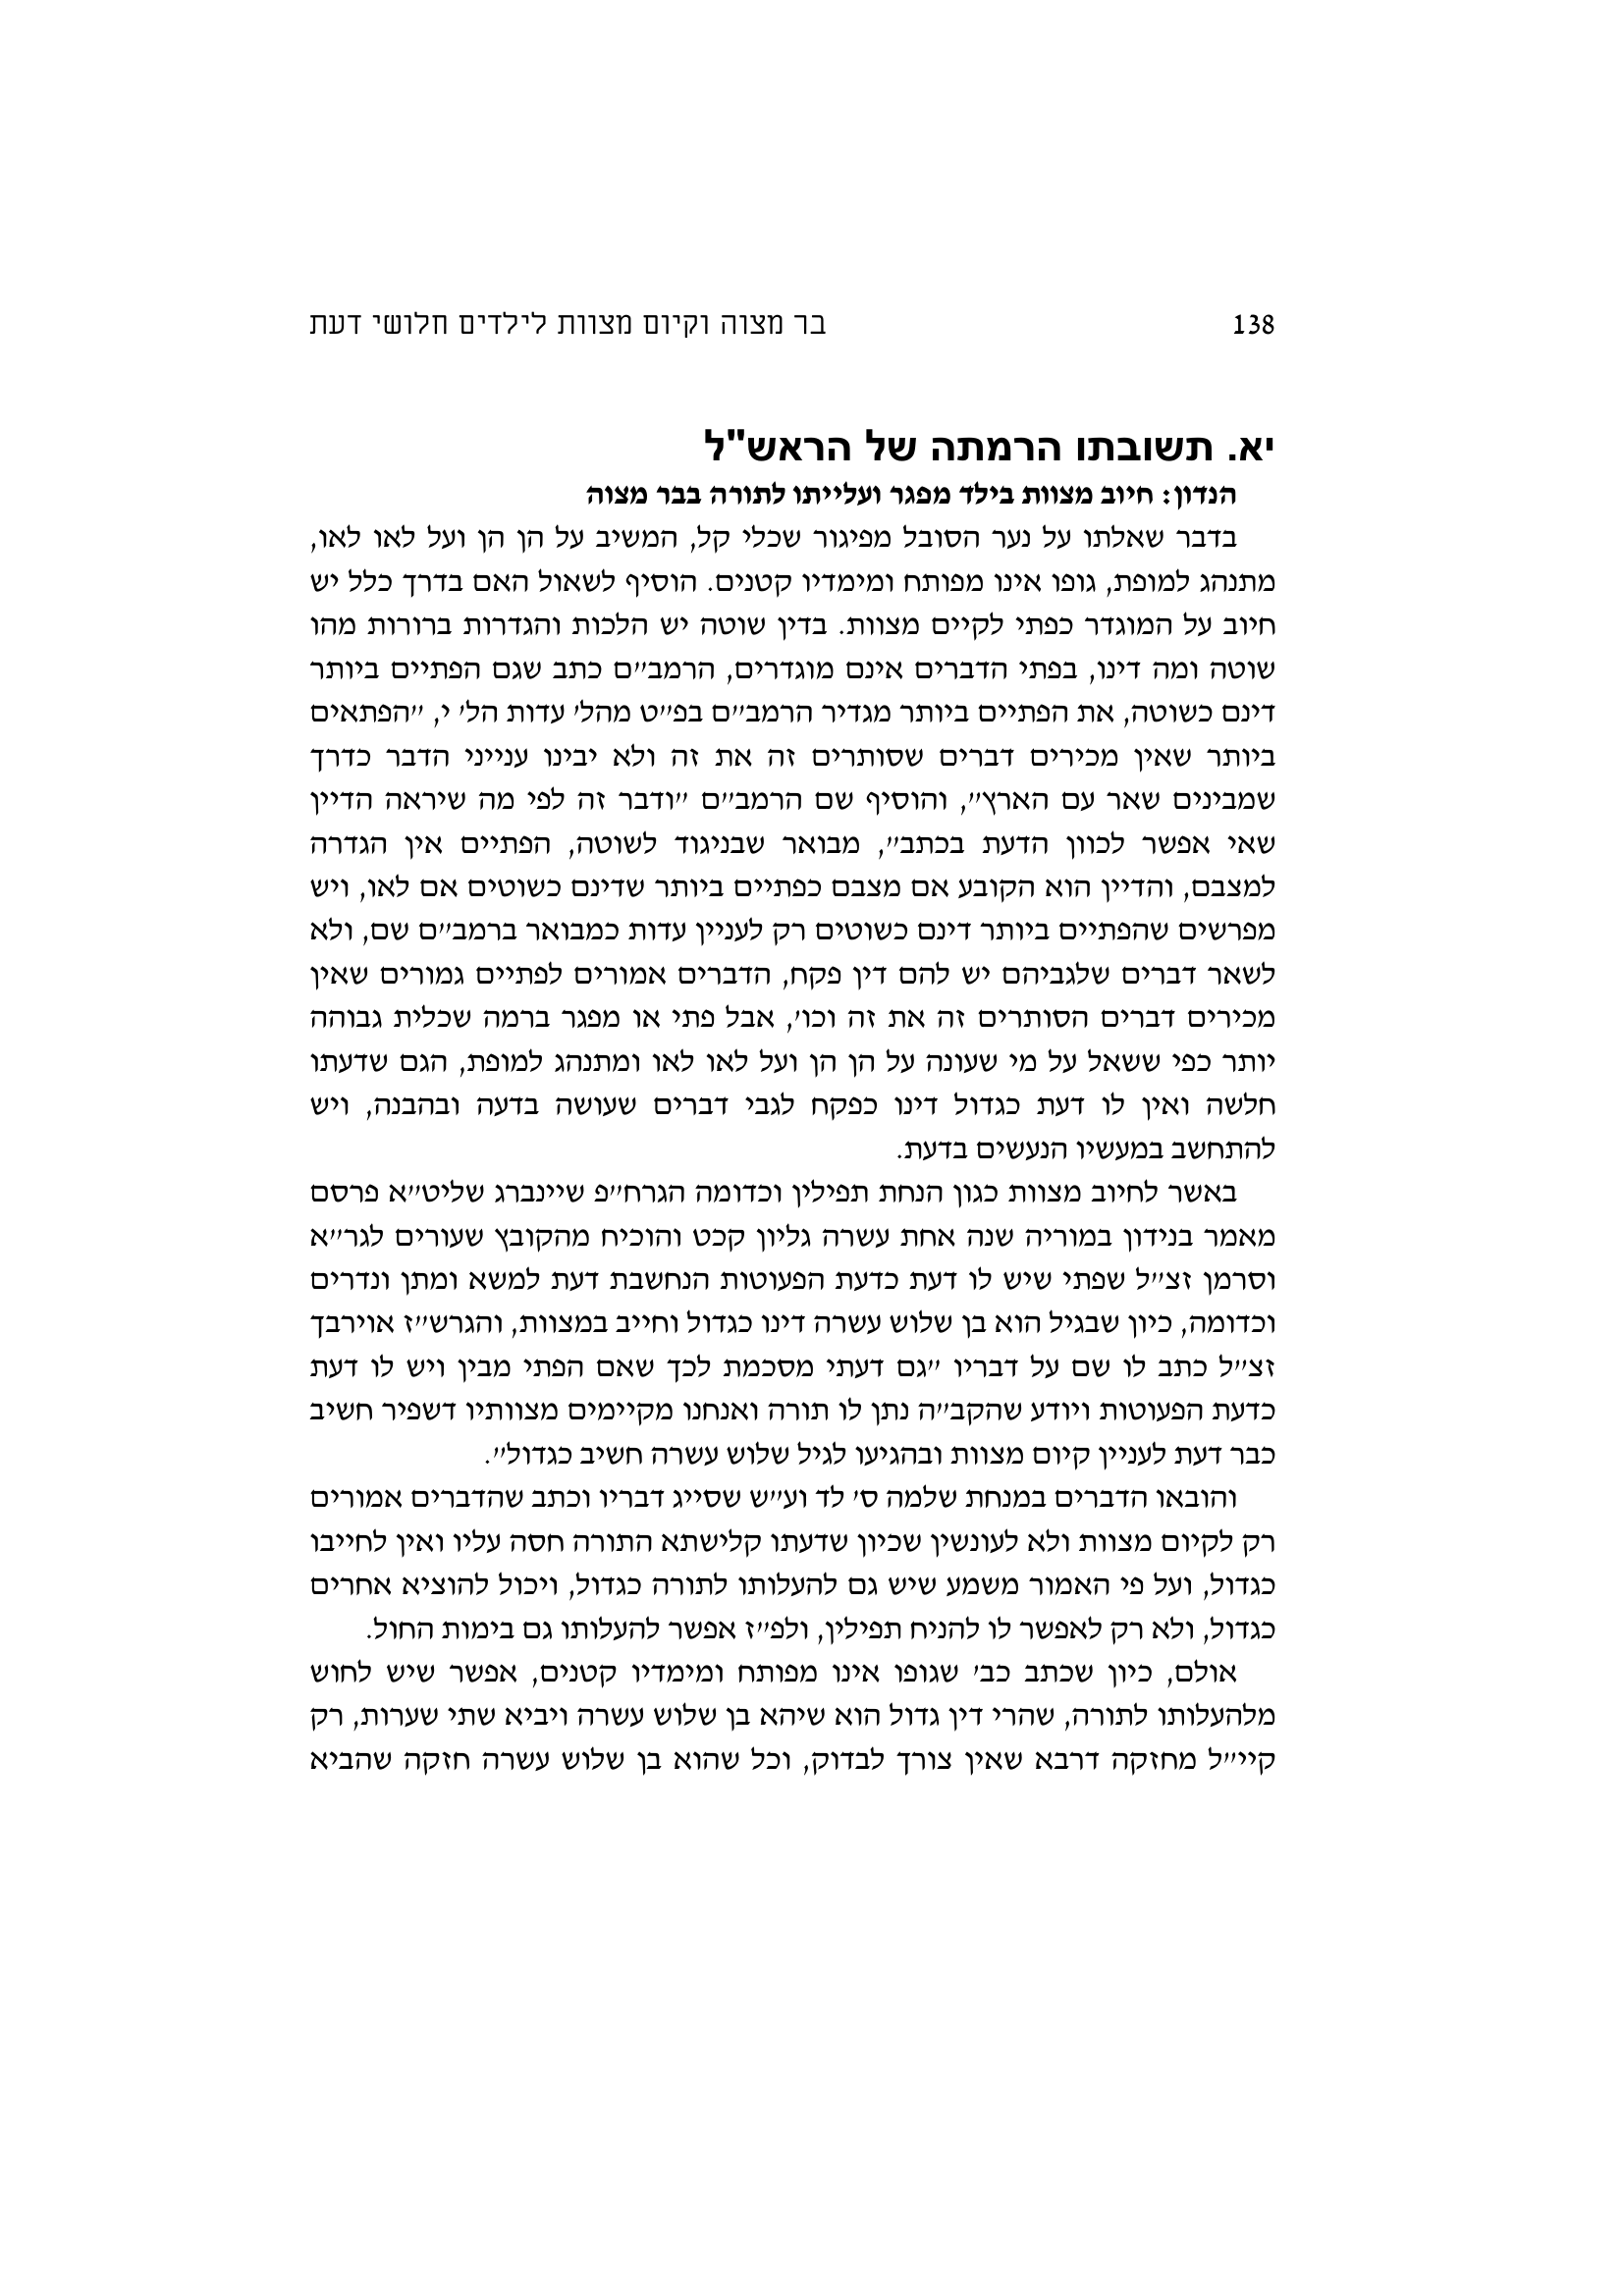 138 בר מצוה וקיום מצוות לילדים חלושי דעת
יא. תשובתו הרמתה של הראש"ל
הנדון: חיוב מצוות בילד מפגר ועלייתו לתורה בבר מצוה
בדבר שאלתו על נער הסובל מפיגור שכלי קל, המשיב על הן הן ועל לאו לאו,
מתנהג למופת, גופו אינו מפותח ומימדיו קטנים. הוסיף לשאול האם בדרך כלל יש
חיוב על המוגדר כפתי לקיים מצוות. בדין שוטה יש הלכות והגדרות ברורות מהו
שוטה ומה דינו, בפתי הדברים אינם מוגדרים, הרמב״ם כתב שגם הפתיים ביותר
דינם כשוטה, את הפתיים ביותר מגדיר הרמב״ם בפ״ט מהל׳ עדות הל׳ י, ״הפתאים
ביותר שאין מכירים דברים שסותרים זה את זה ולא יבינו ענייני הדבר כדרך
שמבינים שאר עם הארץ״, והוסיף שם הרמב״ם ״ודבר זה לפי מה שיראה הדיין
שאי אפשר לכוון הדעת בכתב״, מבואר שבניגוד לשוטה, הפתיים אין הגדרה
למצבם, והדיין הוא הקובע אם מצבם כפתיים ביותר שדינם כשוטים אם לאו, ויש
מפרשים שהפתיים ביותר דינם כשוטים רק לעניין עדות כמבואר ברמב״ם שם, ולא
לשאר דברים שלגביהם יש להם דין פקח, הדברים אמורים לפתיים גמורים שאין
מכירים דברים הסותרים זה את זה וכו׳, אבל פתי או מפגר ברמה שכלית גבוהה
יותר כפי ששאל על מי שעונה על הן הן ועל לאו לאו ומתנהג למופת, הגם שדעתו
חלשה ואין לו דעת כגדול דינו כפקח לגבי דברים שעושה בדעה ובהבנה, ויש
להתחשב במעשיו הנעשים בדעת.
באשר לחיוב מצוות כגון הנחת תפילין וכדומה הגרח״פ שיינברג שליט״א פרסם
מאמר בנידון במוריה שנה אחת עשרה גליון קכט והוכיח מהקובץ שעורים לגר״א
וסרמן זצ״ל שפתי שיש לו דעת כדעת הפעוטות הנחשבת דעת למשא ומתן ונדרים
וכדומה, כיון שבגיל הוא בן שלוש עשרה דינו כגדול וחייב במצוות, והגרש״ז אוירבך
זצ״ל כתב לו שם על דבריו ״גם דעתי מסכמת לכך שאם הפתי מבין ויש לו דעת
כדעת הפעוטות ויודע שהקב״ה נתן לו תורה ואנחנו מקיימים מצוותיו דשפיר חשיב
כבר דעת לעניין קיום מצוות ובהגיעו לגיל שלוש עשרה חשיב כגדול״.
והובאו הדברים במנחת שלמה ס׳ לד וע״ש שסייג דבריו וכתב שהדברים אמורים
רק לקיום מצוות ולא לעונשין שכיון שדעתו קלישתא התורה חסה עליו ואין לחייבו
כגדול, ועל פי האמור משמע שיש גם להעלותו לתורה כגדול, ויכול להוציא אחרים
כגדול, ולא רק לאפשר לו להניח תפילין, ולפ״ז אפשר להעלותו גם בימות החול.
אולם, כיון שכתב כב׳ שגופו אינו מפותח ומימדיו קטנים, אפשר שיש לחוש
מלהעלותו לתורה, שהרי דין גדול הוא שיהא בן שלוש עשרה ויביא שתי שערות, רק
קיי״ל מחזקה דרבא שאין צורך לבדוק, וכל שהוא בן שלוש עשרה חזקה שהביא